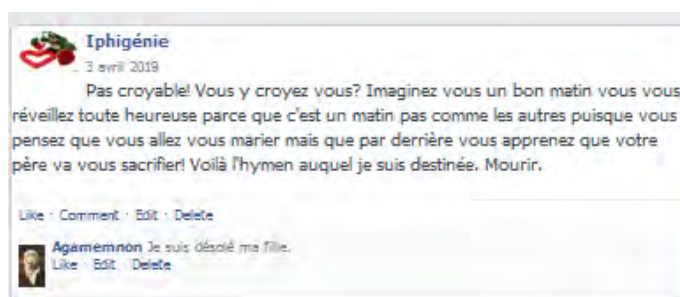 Iphigénie
3 avril 2019
Pas croyable! Vous y croyez vous? Imaginez vous un bon matin vous vous
réveillez toute heureuse parce que c'est un matin pas comme les autres puisque vous
pensez que vous allez vous marier mais que par derrière vous apprenez que votre
père va vous sacrifier! Voilà l'hymen auquel je suis destinée. Mourir.
Like · Comment · Edit · Delete
Agamemnon Je suis désolé ma fille.
Like · Edit · Delete